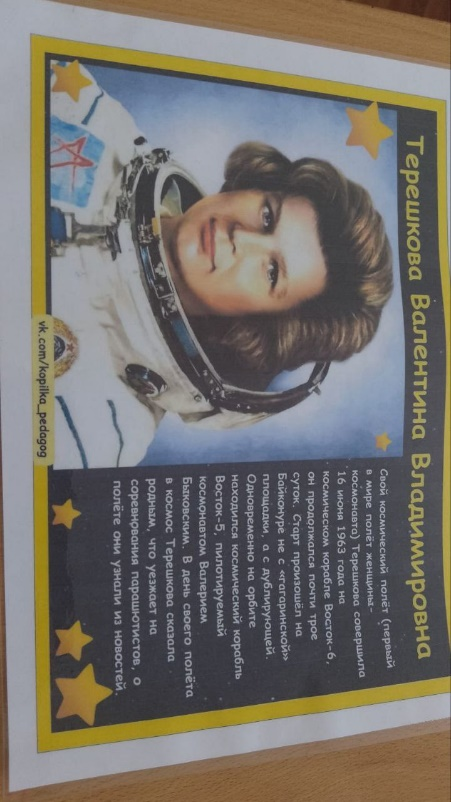 Терешкова Валентина Владимировна
Свой космический полёт (первый
в мире полёт женщины-
космонавта) Терешкова совершила
16 июня 1963 года на
космическом корабле Восток-6,
он продолжался почти трое
суток. Старт произошёл на
Байконуре не с «гагаринской»
площадки, а с дублирующей.
Одновременно на орбите
находился космический корабль
Восток-5, пилотируемый
космонавтом Валерием
Быковским. В день своего полёта
в космос Терешкова сказала
родным, что уезжает на
соревнования парашютистов, о
полёте они узнали из новостей.
vk.com/kopilka_pedagog